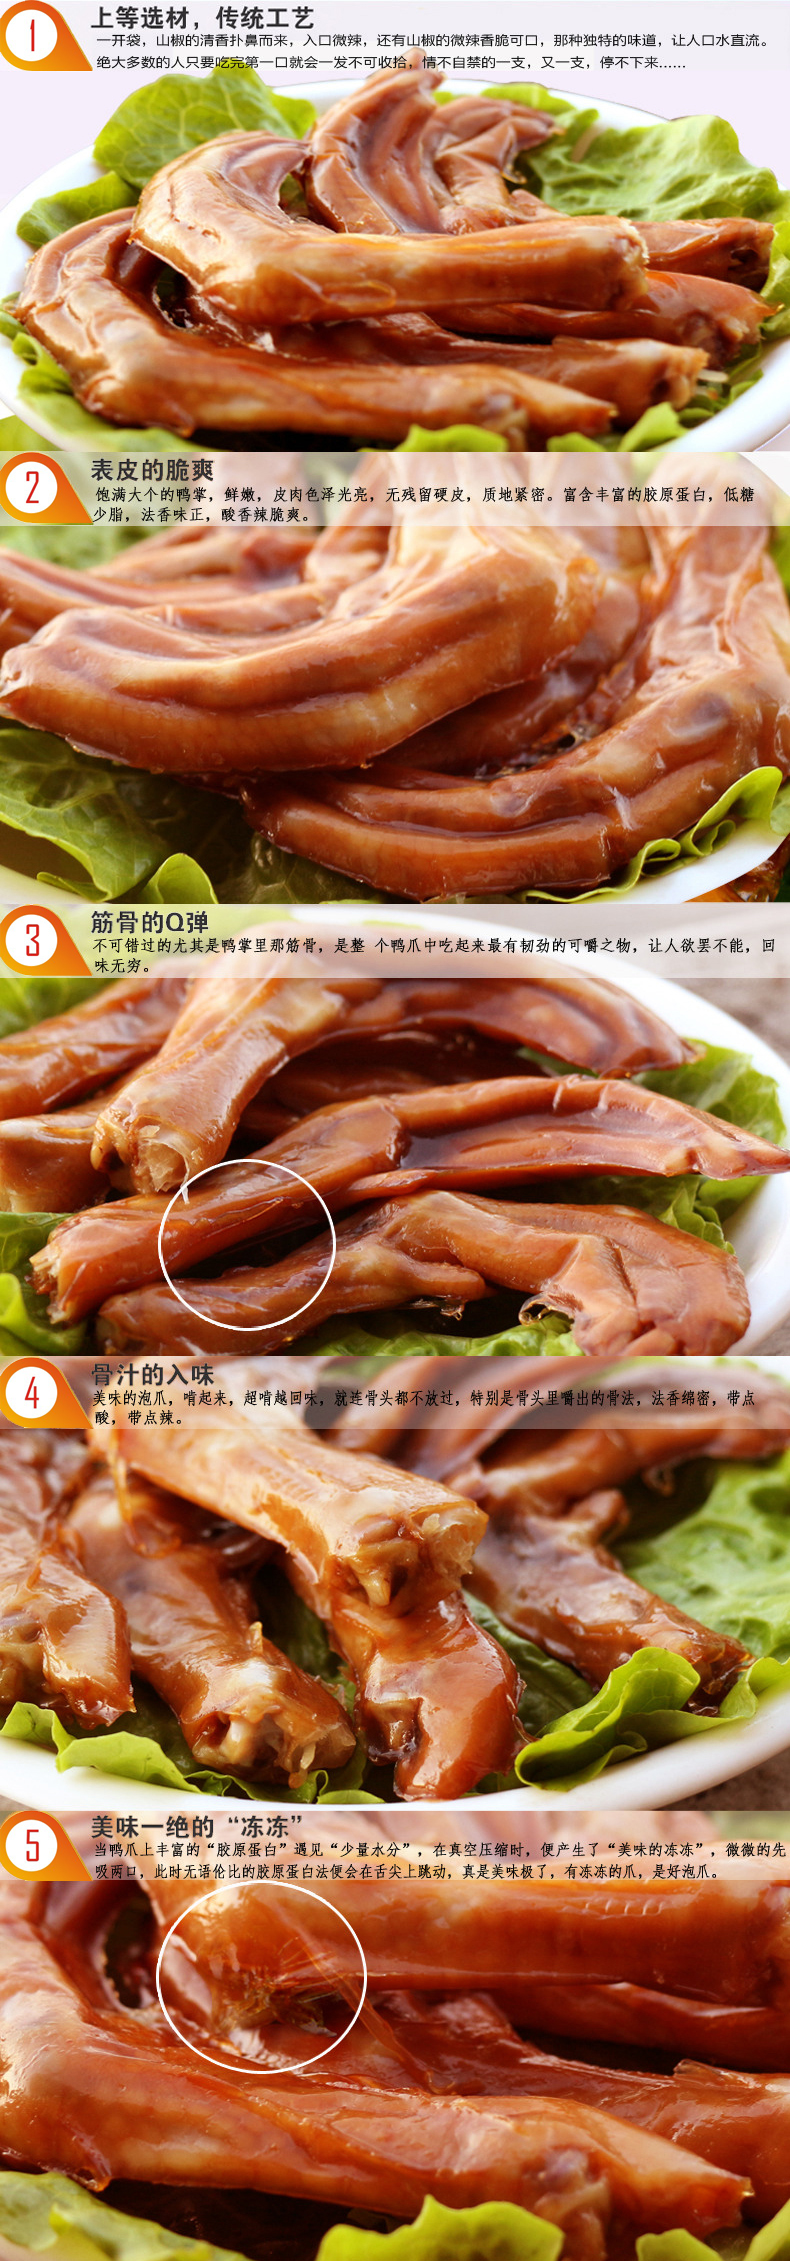 1
上等选材，传统工艺
一开袋，山椒的清香扑鼻而来，入口微辣，还有山椒的微辣香脆可口，那种独特的味道，让人口水直流。
绝大多数的人只要吃完第一口就会一发不可收拾，情不自禁的一支，又一支，停不下来......
2
表皮的脆爽
饱满大个的鸭掌，鲜嫩，皮肉色泽光亮，无残留硬皮，质地紧密。富含丰富的胶原蛋白，低糖
少脂，法香味正，酸香辣脆爽。
3
筋骨的Q弹
不可错过的尤其是鸭掌里那筋骨，是整 个鸭爪中吃起来最有韧劲的可嚼之物，让人欲罢不能，回
味无穷。
4
骨汁的入味
美味的泡爪，啃起来，超啃越回味，就连骨头都不放过，特别是骨头里嚼出的骨法，法香绵密，带点
酸，带点辣。
5
美味一绝的“冻冻”
当鸭爪上丰富的“胶原蛋白”遇见“少量水分”，在真空压缩时，便产生了“美味的冻冻”，微微的先
吸两口，此时无语伦比的胶原蛋白法便会在舌尖上跳动，真是美味极了，有冻冻的爪，是好泡爪。